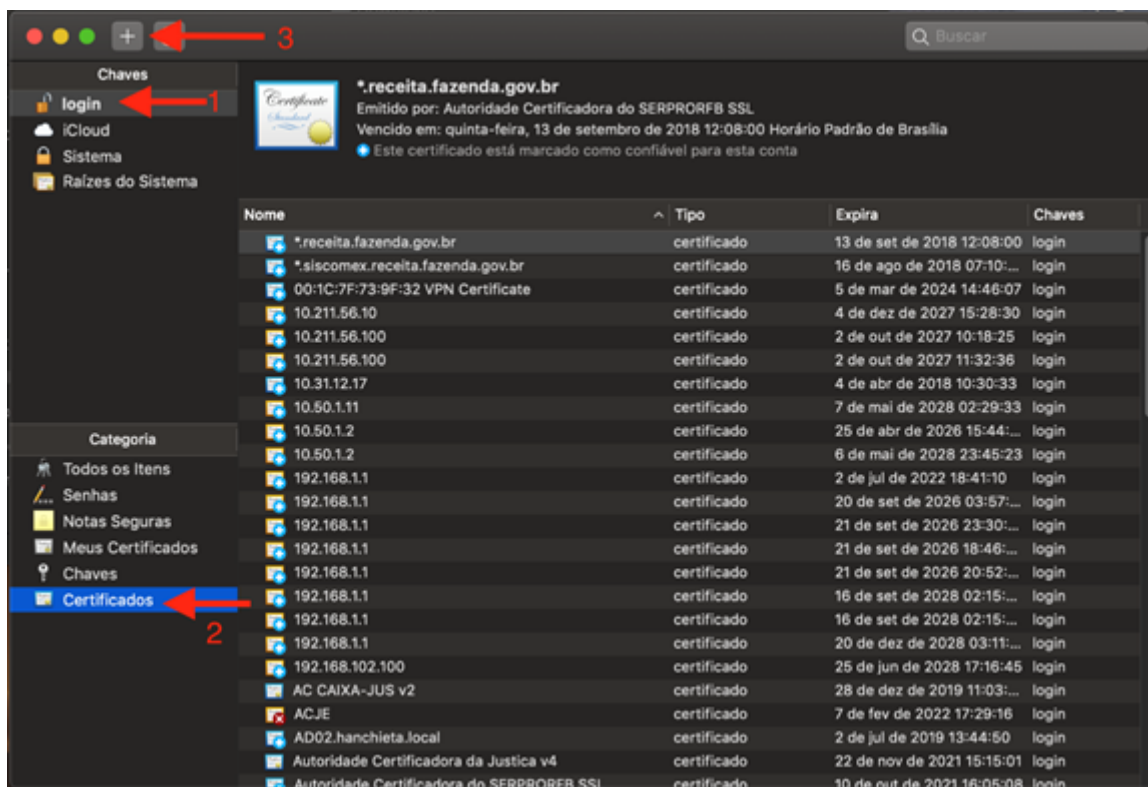 3
Buscar
Chaves
login
1
iCloud
Sistema
Raízes do Sistema
Certificate
Standard
*.receita.fazenda.gov.br
Emitido por: Autoridade Certificadora do SERPRORFB SSL
Vencido em: quinta-feira, 13 de setembro de 2018 12:08:00 Horário Padrão de Brasília
Este certificado está marcado como confiável para esta conta
Nome Tipo Expira Chaves
*.receita.fazenda.gov.br certificado 13 de set de 2018 12:08:00 login
*.siscomex.receita.fazenda.gov.br certificado 16 de ago de 2018 07:10:... login
00:1C:7F:73:9F:32 VPN Certificate certificado 5 de mar de 2024 14:46:07 login
10.211.56.10 certificado 4 de dez de 2027 15:28:30 login
10.211.56.100 certificado 2 de out de 2027 10:18:25 login
10.211.56.100 certificado 2 de out de 2027 11:32:36 login
10.31.12.17 certificado 4 de abr de 2018 10:30:33 login
10.50.1.11 certificado 7 de mai de 2028 02:29:33 login
10.50.1.2 certificado 25 de abr de 2026 15:44:... login
10.50.1.2 certificado 6 de mai de 2028 23:45:23 login
192.168.1.1 certificado 2 de jul de 2022 18:41:10 login
192.168.1.1 certificado 20 de set de 2026 03:57:... login
192.168.1.1 certificado 21 de set de 2026 23:30:... login
192.168.1.1 certificado 21 de set de 2026 18:46:... login
192.168.1.1 certificado 21 de set de 2026 20:52:... login
192.168.1.1 certificado 16 de set de 2028 02:15:... login
192.168.1.1 certificado 16 de set de 2028 02:15:... login
192.168.1.1 certificado 20 de dez de 2028 03:11:... login
192.168.102.100 certificado 25 de jun de 2028 17:16:45 login
AC CAIXA-JUS v2 certificado 28 de dez de 2019 11:03:... login
ACJE certificado 7 de fev de 2022 17:29:16 login
AD02.hanchieta.local certificado 2 de jul de 2019 13:44:50 login
Autoridade Certificadora da Justica v4 certificado 22 de nov de 2021 15:15:01 login
Autoridade Certificadora do SERPRORFB SSL certificado 10 de out de 2021 16:05:08 login
Categoria
Todos os Itens
Senhas
Notas Seguras
Meus Certificados
Chaves
Certificados
2